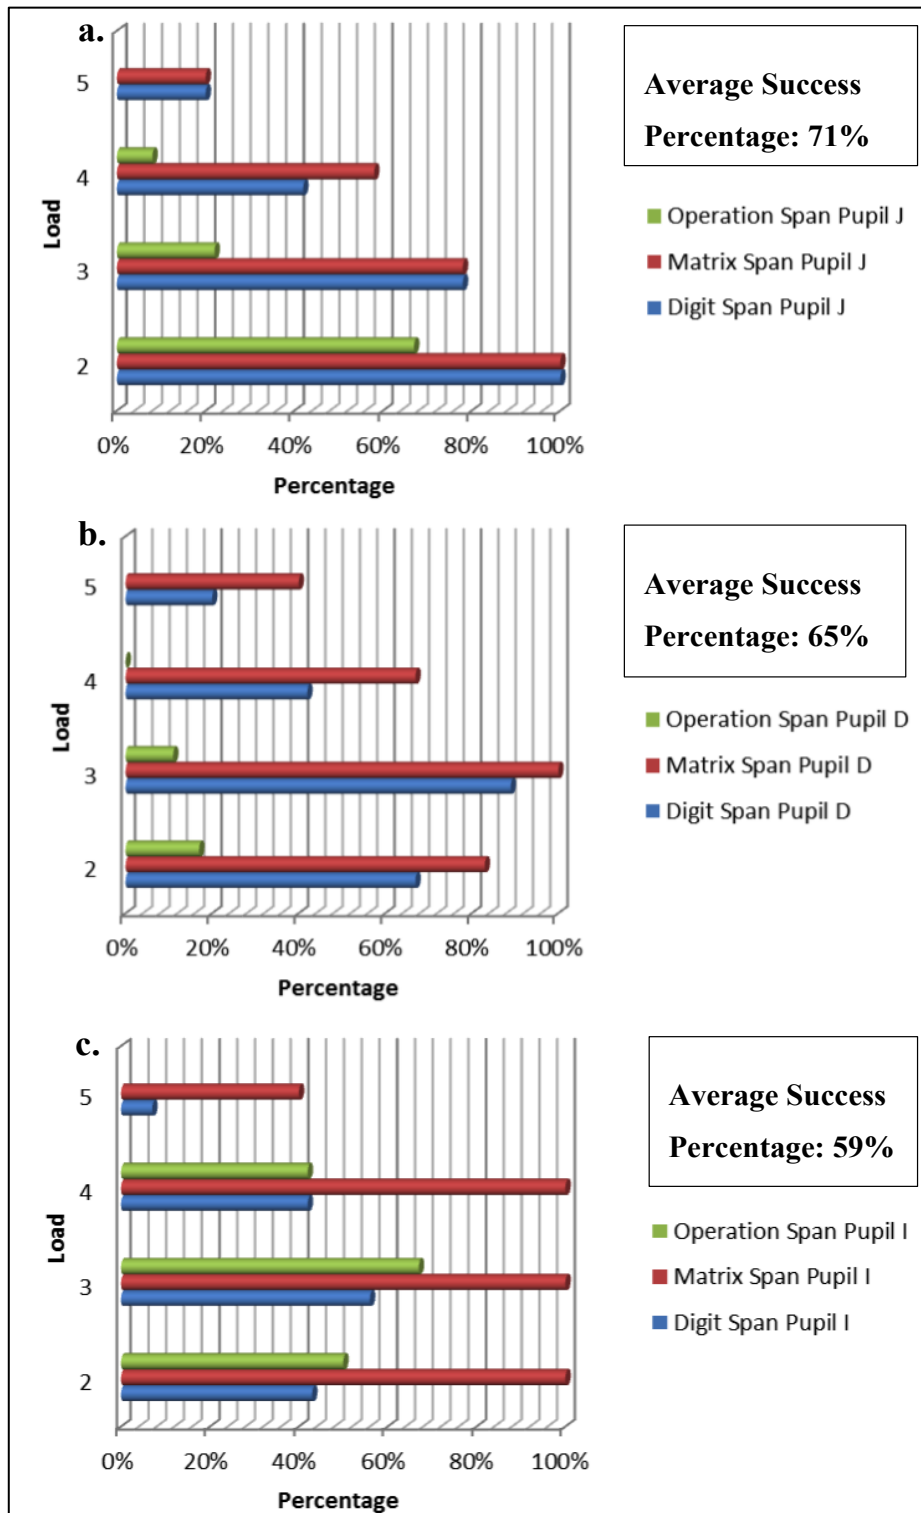 a.
5
4
3
2
Load
0% 20% 40% 60% 80% 100%
Percentage
Average Success
Percentage: 71%
Operation Span Pupil J
Matrix Span Pupil J
Digit Span Pupil J
b.
5
4
3
2
Load
0% 20% 40% 60% 80% 100%
Percentage
Average Success
Percentage: 65%
Operation Span Pupil D
Matrix Span Pupil D
Digit Span Pupil D
c.
5
4
3
2
Load
0% 20% 40% 60% 80% 100%
Percentage
Average Success
Percentage: 59%
Operation Span Pupil I
Matrix Span Pupil I
Digit Span Pupil I